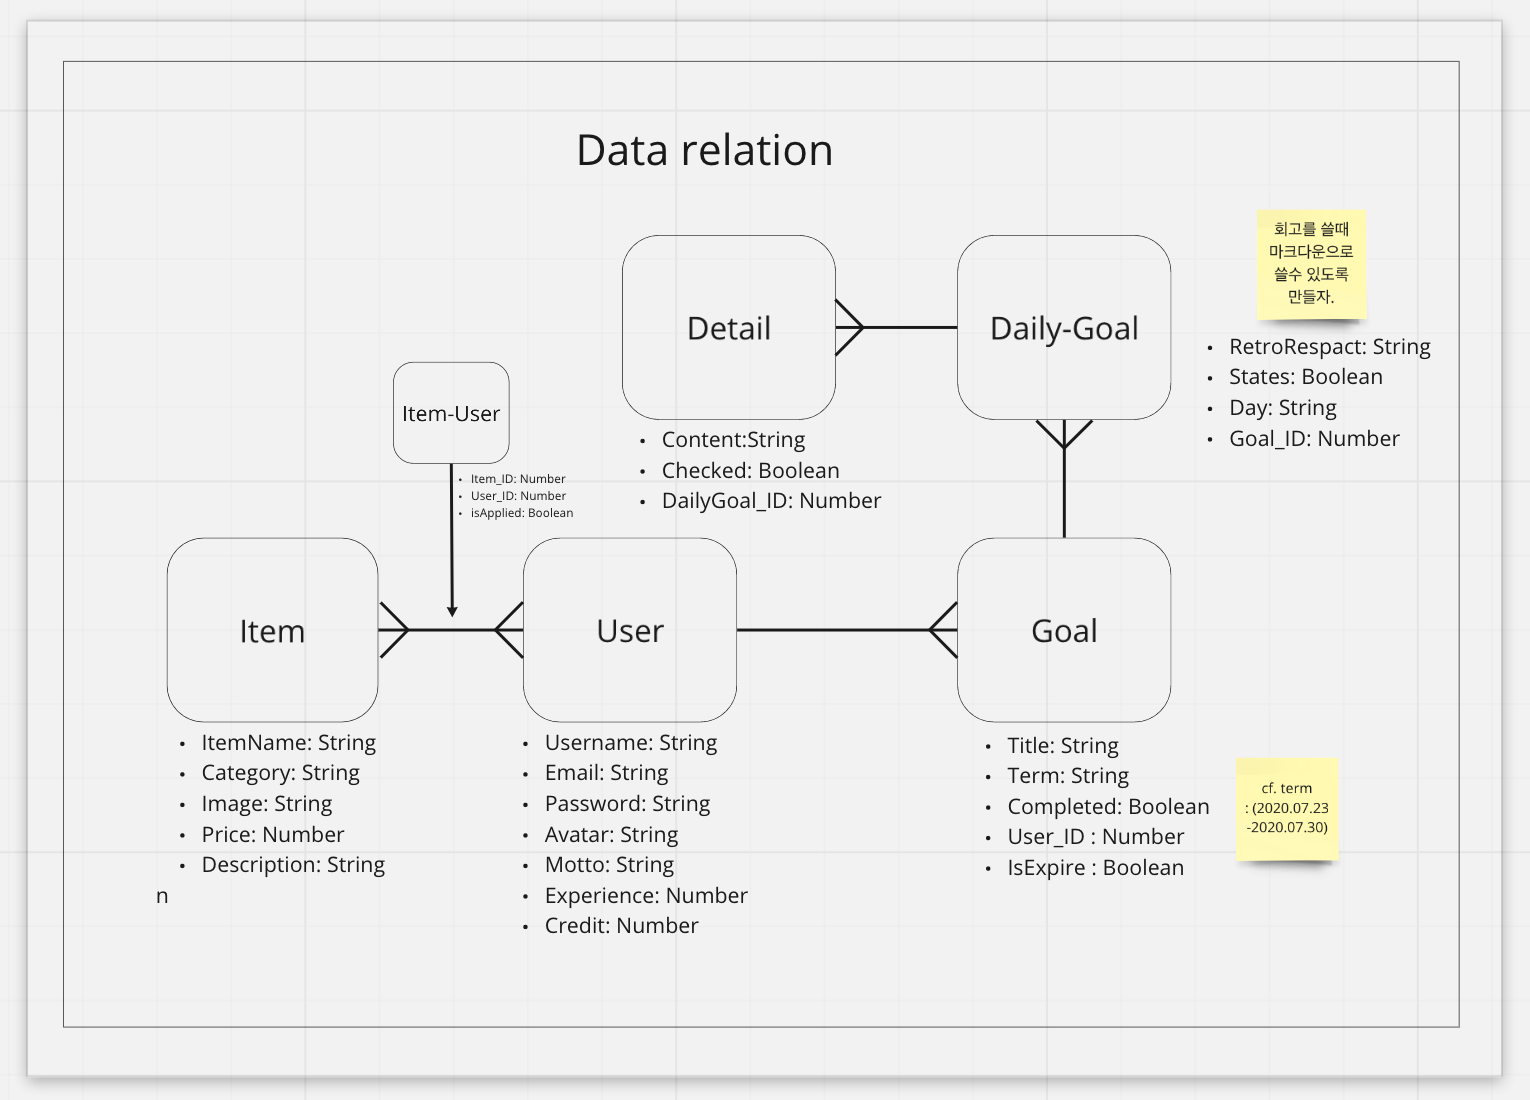 Data relation
회고를 쓸때
마크다운으로
쓸수 있도록
만들자.
Detail
Daily-Goal
RetroRespact: String
States: Boolean
Day: String
Goal_ID: Number
Item-User
Content:String
Checked: Boolean
DailyGoal_ID: Number
Item_ID: Number
User_ID: Number
isApplied: Boolean
Item
User
Goal
ItemName: String
Category: String
Image: String
Price: Number
Description: String
n
Username: String
Email: String
Password: String
Avatar: String
Motto: String
Experience: Number
Credit: Number
Title: String
Term: String
Completed: Boolean
User_ID : Number
IsExpire : Boolean
cf. term
: (2020.07.23
-2020.07.30)